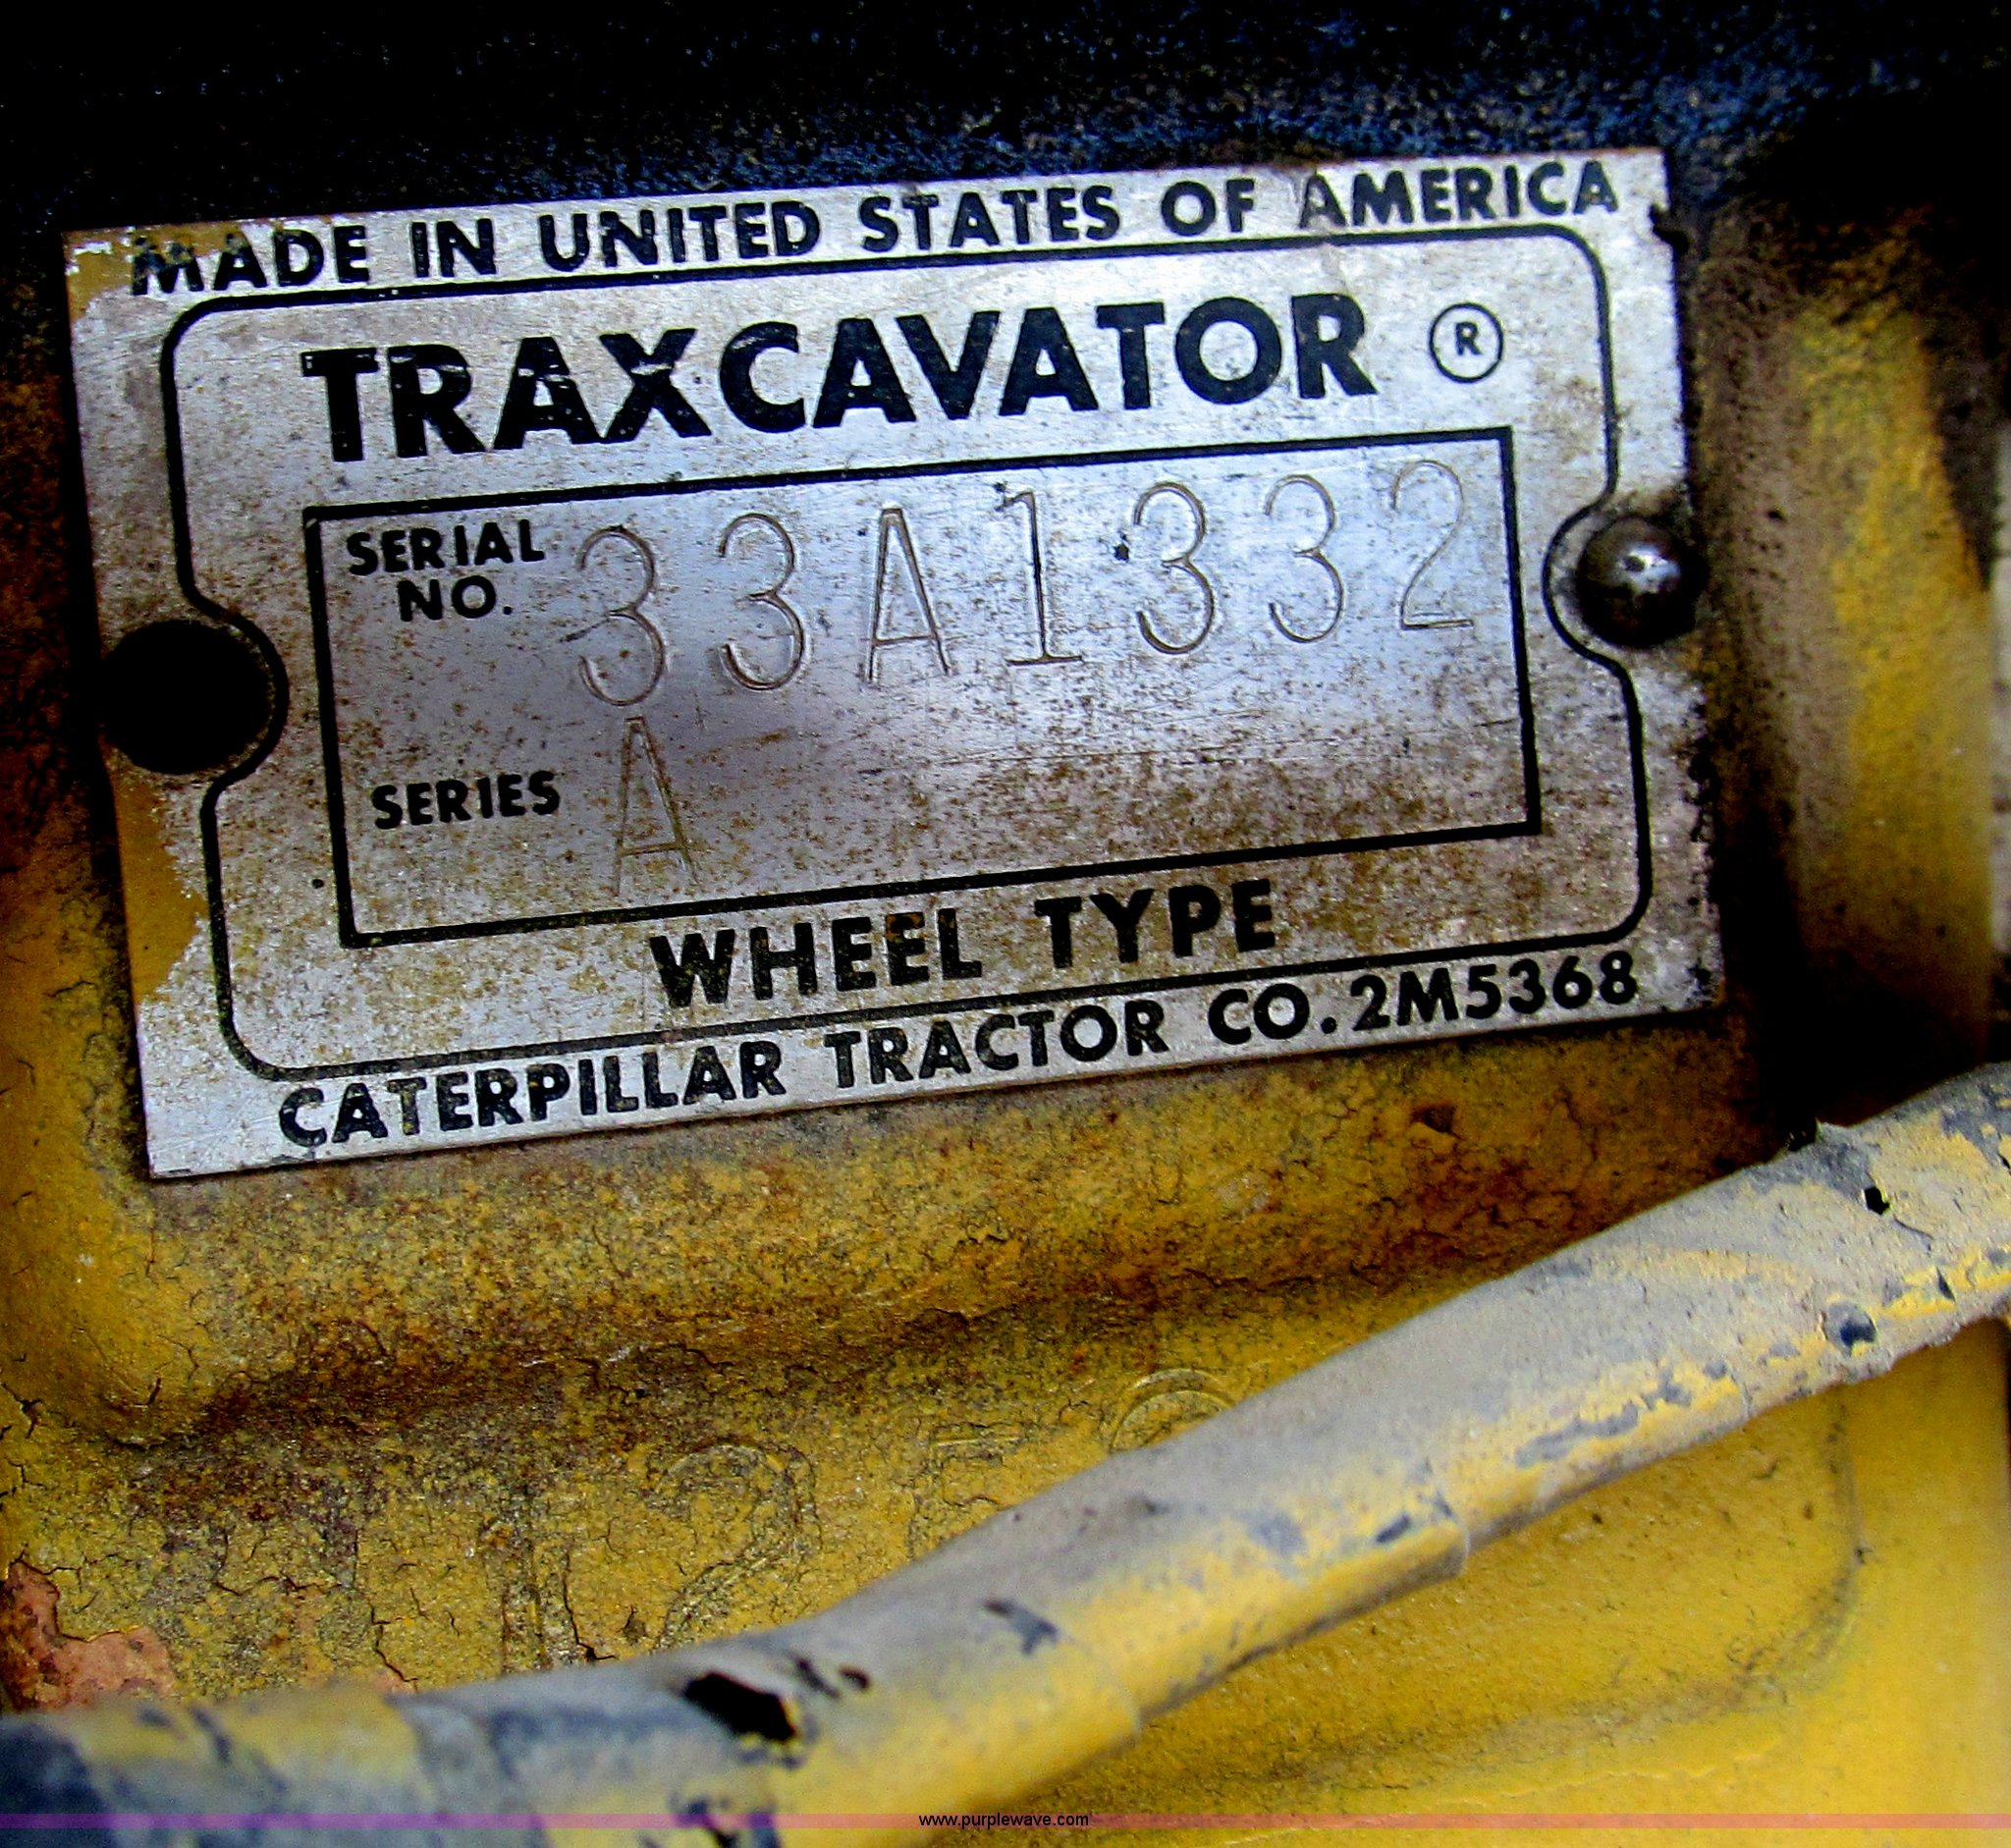 MADE IN UNITED STATES OF AMERICA
TRAXCAVATOR ®
SERIAL NO. 33A1332
SERIES A
WHEEL TYPE
CATERPILLAR TRACTOR CO. 2M5368
www.purplewave.com